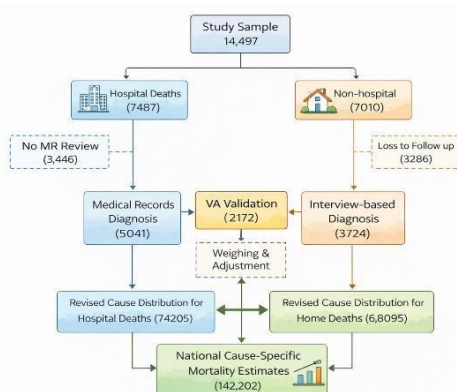 Study Sample
14,497
Hospital Deaths
(7487)
Non-hospital
(7010)
No MR Review
(3,446)
Loss to Follow up
(3286)
Medical Records
Diagnosis
(5041)
VA Validation
(2172)
Interview-based
Diagnosis
(3724)
Weighing &
Adjustment
Revised Cause Distribution for
Hospital Deaths (74205)
Revised Cause Distribution for
Home Deaths (6,8095)
National Cause-Specific
Mortality Estimates
(142,202)